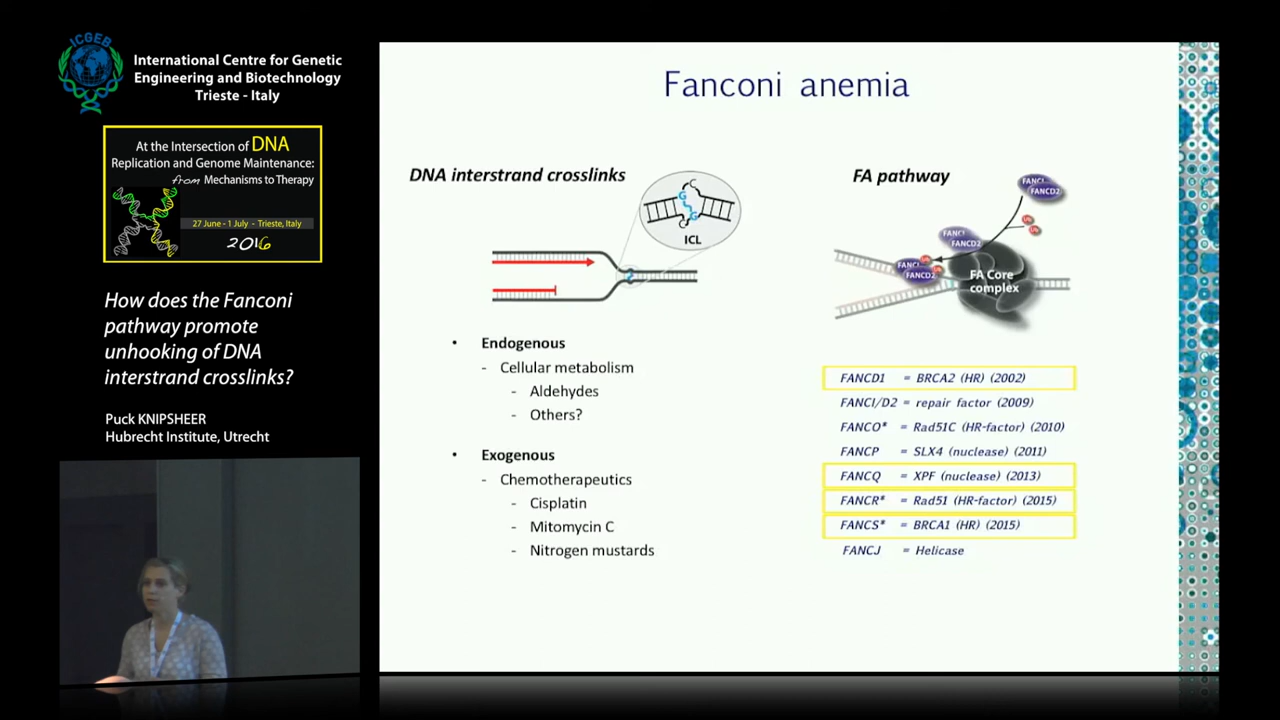 ICGEB
International Centre for Genetic
Engineering and Biotechnology
Trieste - Italy
At the Intersection of DNA
Replication and Genome Maintenance:
from Mechanisms to Therapy
27 June - 1 July - Trieste, Italy
2016
How does the Fanconi
pathway promote
unhooking of DNA
interstrand crosslinks?
Puck KNIPSHEER
Hubrecht Institute, Utrecht
Fanconi anemia
DNA interstrand crosslinks
C
G
G
C
ICL
• Endogenous
- Cellular metabolism
- Aldehydes
- Others?
• Exogenous
- Chemotherapeutics
- Cisplatin
- Mitomycin C
- Nitrogen mustards
FA pathway
FANCI
FANCD2
Ub
Ub
FANCI
FANCD2
FANCI
Ub
FANCD2
Ub
FA Core
complex
FANCD1 = BRCA2 (HR) (2002)
FANCI/D2 = repair factor (2009)
FANCO* = Rad51C (HR-factor) (2010)
FANCP = SLX4 (nuclease) (2011)
FANCQ = XPF (nuclease) (2013)
FANCR* = Rad51 (HR-factor) (2015)
FANCS* = BRCA1 (HR) (2015)
FANCJ = Helicase